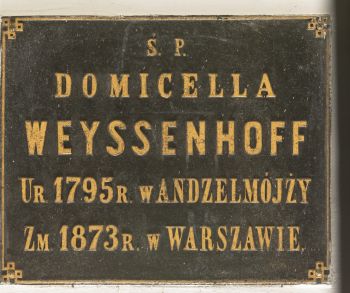 Ś. P.
DOMICELLA
WEYSSENHOFF
UR 1795 R. W ANDZELMÓJŻY
ZM. 1873 R. W WARSZAWIE.